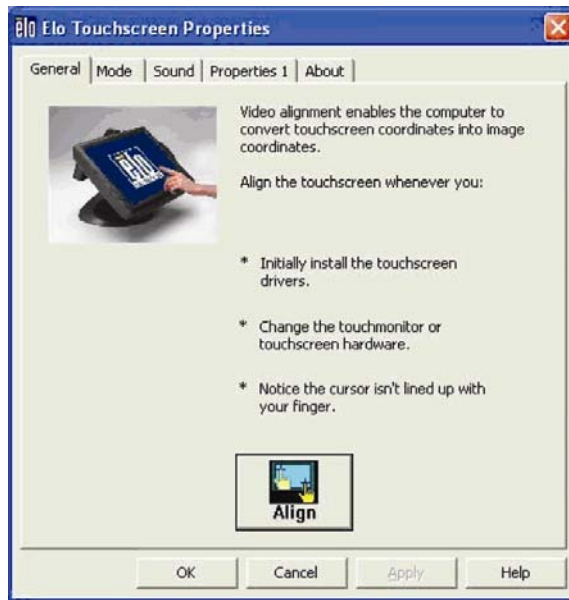 elo Elo Touchscreen Properties
General Mode Sound Properties 1 About
Video alignment enables the computer to
convert touchscreen coordinates into image
coordinates.
Align the touchscreen whenever you:
* Initially install the touchscreen
drivers.
* Change the touchmonitor or
touchscreen hardware.
* Notice the cursor isn't lined up with
your finger.
elo
Align
OK Cancel Apply Help